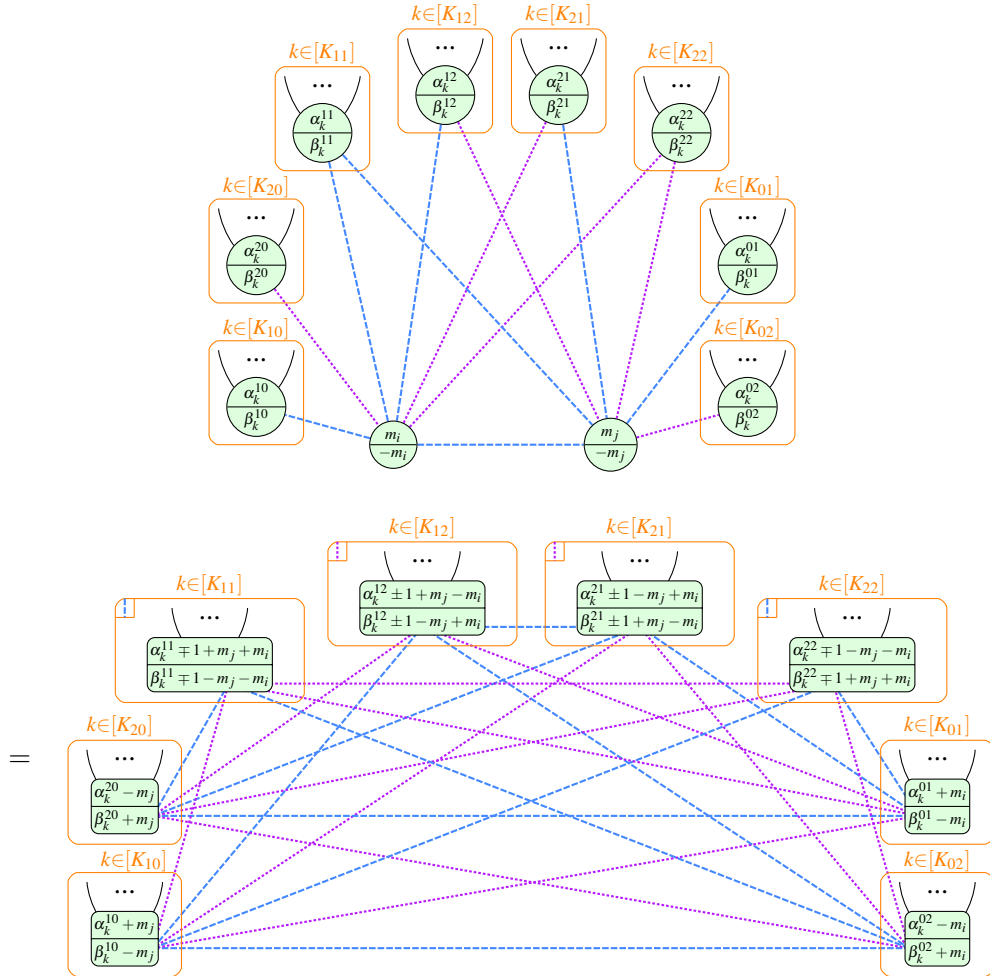 k∈[K₁₂] k∈[K₂₁]
k∈[K₁₁] ... ... k∈[K₂₂]
... α_k^{12} α_k^{21} ...
β_k^{12} β_k^{21}
α_k^{11} α_k^{22}
β_k^{11} β_k^{22}
k∈[K₂₀] k∈[K₀₁]
... ...
α_k^{20} α_k^{01}
β_k^{20} β_k^{01}
k∈[K₁₀] k∈[K₀₂]
... ...
α_k^{10} α_k^{02}
β_k^{10} β_k^{02}
m_i m_j
−m_i −m_j
k∈[K₁₂] k∈[K₂₁]
... ...
k∈[K₁₁] α_k^{12} ± 1 + m_j − m_i α_k^{21} ± 1 − m_j + m_i k∈[K₂₂]
... β_k^{12} ± 1 − m_j + m_i β_k^{21} ± 1 + m_j − m_i ...
α_k^{11} ∓ 1 + m_j + m_i α_k^{22} ∓ 1 − m_j − m_i
β_k^{11} ∓ 1 − m_j − m_i β_k^{22} ∓ 1 + m_j + m_i
k∈[K₂₀] k∈[K₀₁]
= ... ...
α_k^{20} − m_j α_k^{01} + m_i
β_k^{20} + m_j β_k^{01} − m_i
k∈[K₁₀] k∈[K₀₂]
... ...
α_k^{10} + m_j α_k^{02} − m_i
β_k^{10} − m_j β_k^{02} + m_i